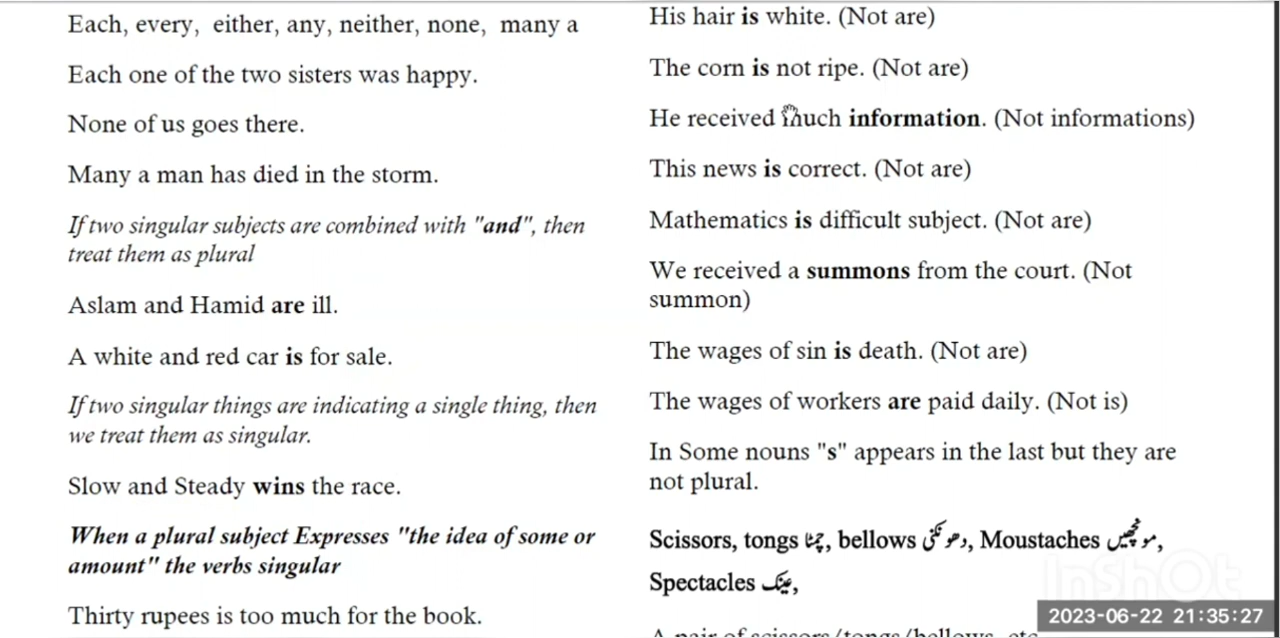 Each, every, either, any, neither, none, many a
Each one of the two sisters was happy.
None of us goes there.
Many a man has died in the storm.
If two singular subjects are combined with "and", then
treat them as plural
Aslam and Hamid are ill.
A white and red car is for sale.
If two singular things are indicating a single thing, then
we treat them as singular.
Slow and Steady wins the race.
When a plural subject Expresses "the idea of some or
amount" the verbs singular
Thirty rupees is too much for the book.
His hair is white. (Not are)
The corn is not ripe. (Not are)
He received much information. (Not informations)
This news is correct. (Not are)
Mathematics is difficult subject. (Not are)
We received a summons from the court. (Not
summon)
The wages of sin is death. (Not are)
The wages of workers are paid daily. (Not is)
In Some nouns "s" appears in the last but they are
not plural.
Scissors, tongs چمٹا, bellows دھونکنی, Moustaches مونچھیں,
Spectacles عینک,
A pair of scissors/tongs/bellows, etc
InShOt
2023-06-22 21:35:27